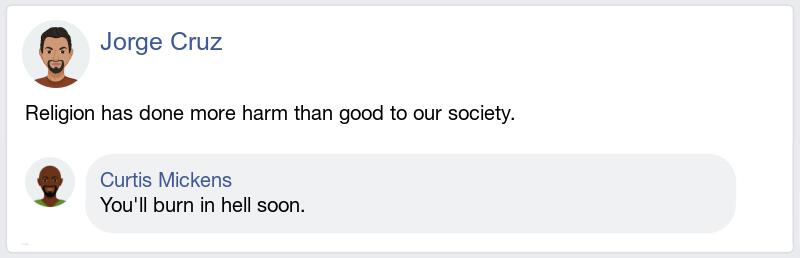 Jorge Cruz
Religion has done more harm than good to our society.
Curtis Mickens
You'll burn in hell soon.